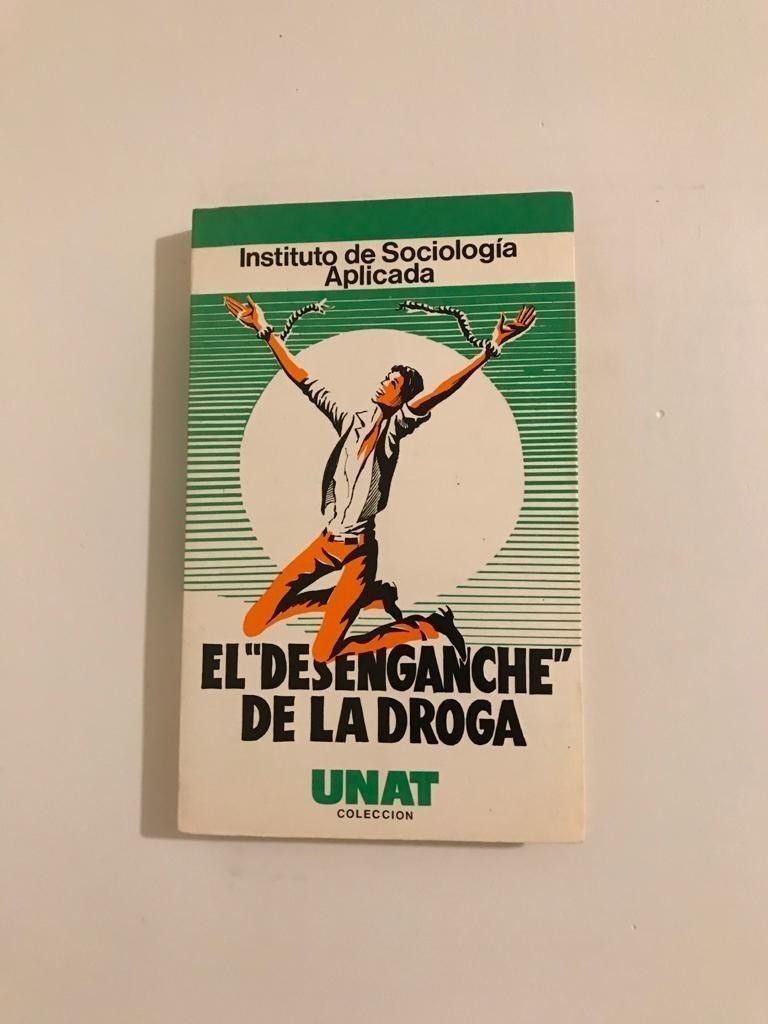 Instituto de Sociología
Aplicada
EL "DESENGANCHE"
DE LA DROGA
UNAT
COLECCION